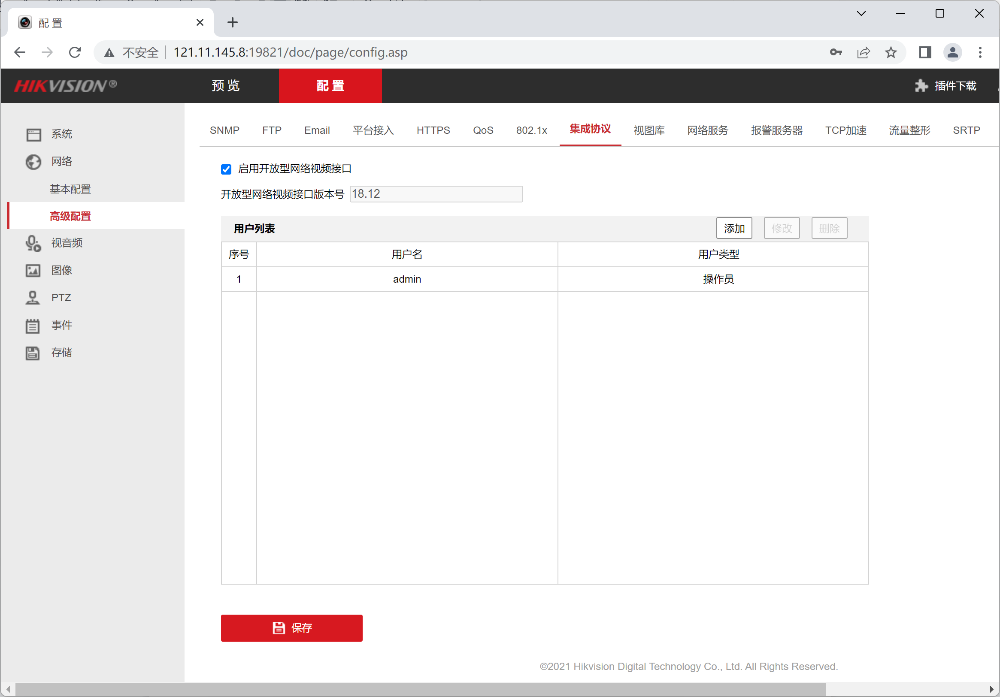 配 置
不安全 121.11.145.8:19821/doc/page/config.asp
HIKVISION® 预 览 配 置 插件下载
系统
网络
基本配置
高级配置
视音频
图像
PTZ
事件
存储
SNMP FTP Email 平台接入 HTTPS QoS 802.1x 集成协议 视图库 网络服务 报警服务器 TCP加速 流量整形 SRTP
启用开放型网络视频接口
开放型网络视频接口版本号 18.12
用户列表 添加 修改 删除
序号 用户名 用户类型
1 admin 操作员
保存
©2021 Hikvision Digital Technology Co., Ltd. All Rights Reserved.